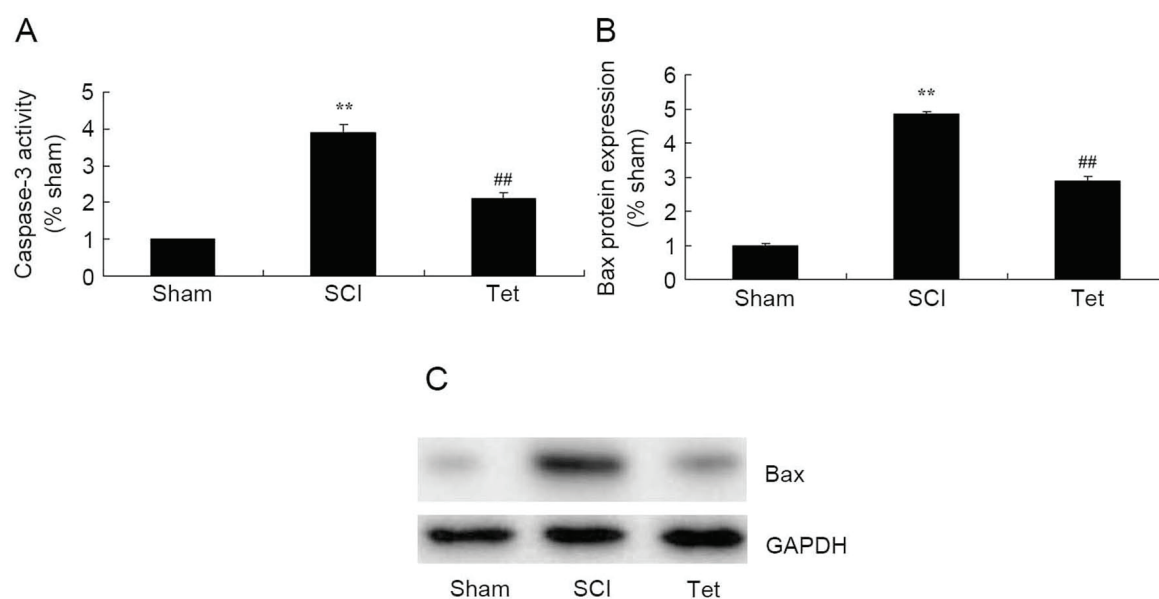 A
Caspase-3 activity
(% sham)
5
4
3
2
1
0
**
##
Sham SCI Tet
B
Bax protein expression
(% sham)
6
5
4
3
2
1
0
**
##
Sham SCI Tet
C
Bax
GAPDH
Sham SCI Tet